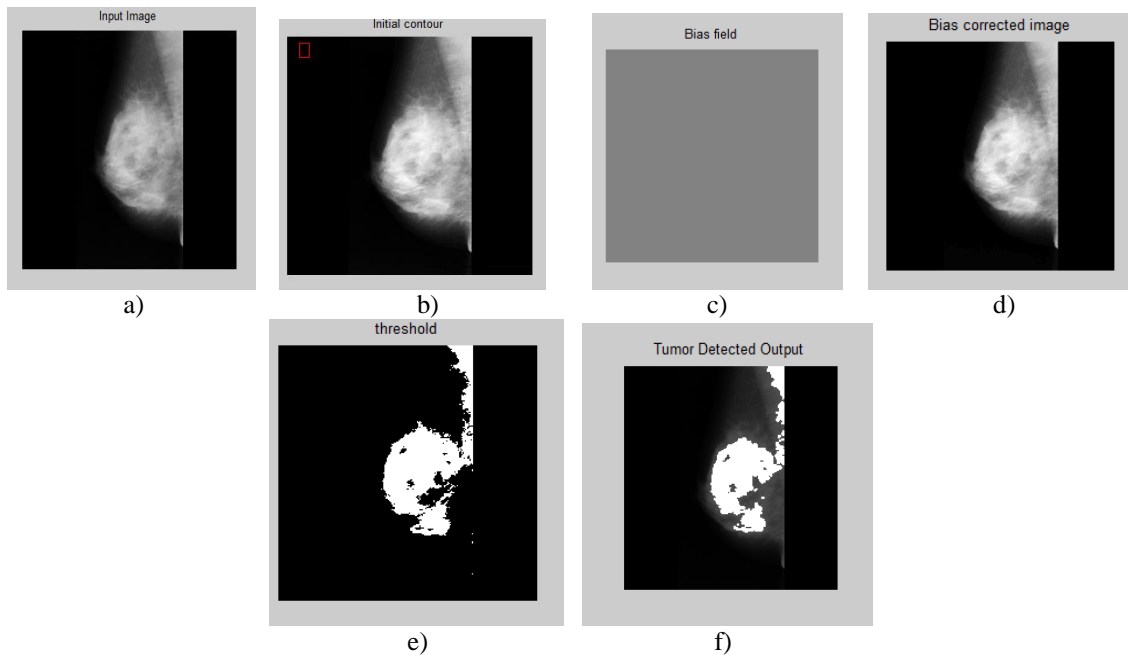 Input Image
Initial contour
Bias field
Bias corrected image
a)
b)
c)
d)
threshold
Tumor Detected Output
e)
f)